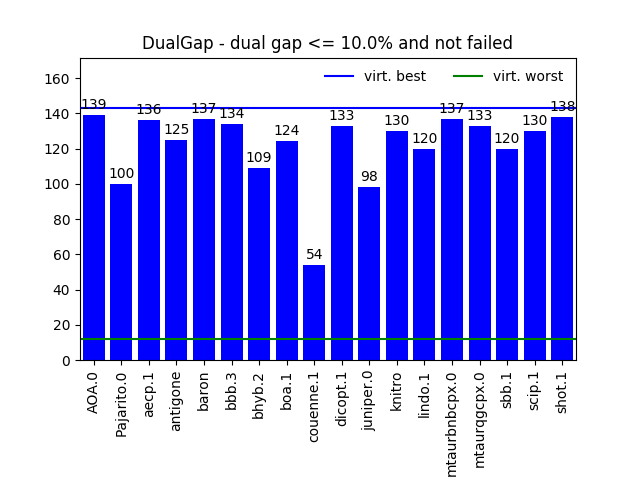 DualGap - dual gap <= 10.0% and not failed
virt. best
virt. worst
160
140
120
100
80
60
40
20
0
139
100
136
125
137
134
109
124
54
133
98
130
120
137
133
120
130
138
AOA.0
Pajarito.0
aecp.1
antigone
baron
bbb.3
bhyb.2
boa.1
couenne.1
dicopt.1
juniper.0
knitro
lindo.1
mtaurbnbcpx.0
mtaurqgcpx.0
sbb.1
scip.1
shot.1